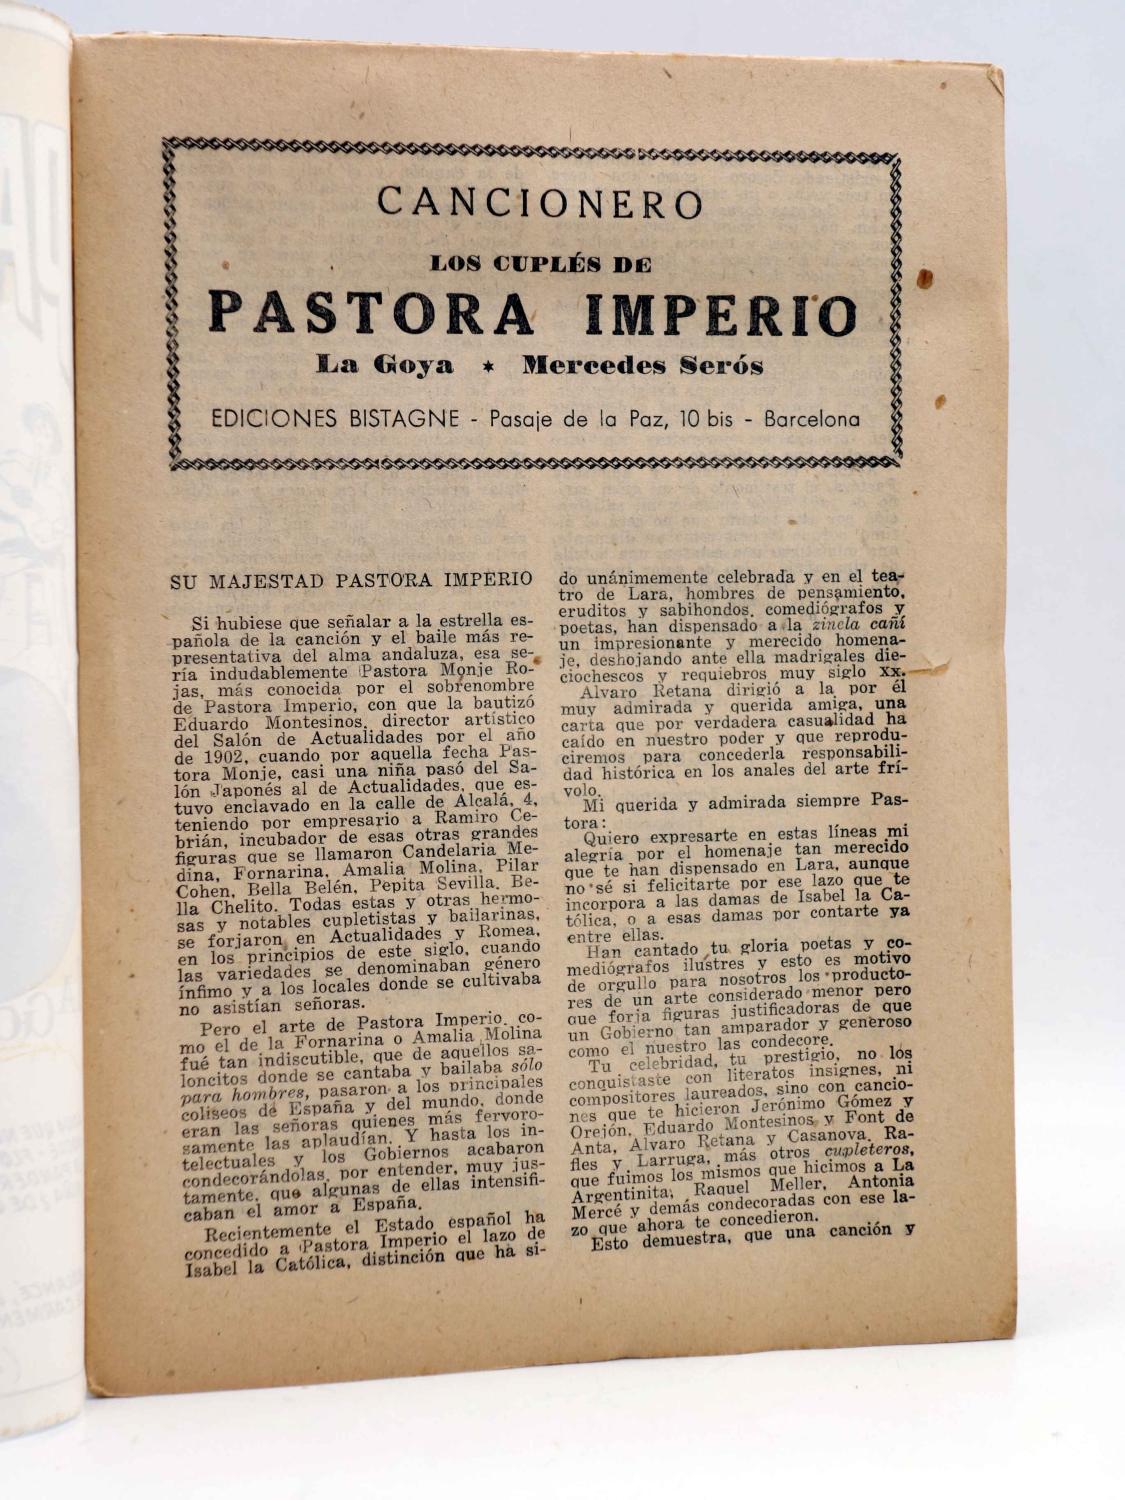 CANCIONERO
LOS CUPLÉS DE
PASTORA IMPERIO
La Goya * Mercedes Serós
EDICIONES BISTAGNE - Pasaje de la Paz, 10 bis - Barcelona
SU MAJESTAD PASTORA IMPERIO
Si hubiese que señalar a la estrella es-
pañola de la canción y el baile más re-
presentativa del alma andaluza, esa se-
ría indudablemente Pastora Monje Ro-
jas, más conocida por el sobrenombre
de Pastora Imperio, con que la bautizó
Eduardo Montesinos, director artístico
del Salón de Actualidades por el año
de 1902, cuando por aquella fecha Pas-
tora Monje, casi una niña pasó del Sa-
lón Japonés al de Actualidades, que es-
tuvo enclavado en la calle de Alcalá, 4,
teniendo por empresario a Ramiro Ce-
brián, incubador de esas otras grandes
figuras que se llamaron Candelaria Me-
dina, Fornarina, Amalia Molina, Pilar
Cohen, Bella Belén, Pepita Sevilla. Be-
lla Chelito. Todas estas y otras hermo-
sas y notables cupletistas y bailarinas,
se forjaron en Actualidades y Romea,
en los principios de este siglo, cuando
las variedades se denominaban género
ínfimo y a los locales donde se cultivaba
no asistían señoras.
Pero el arte de Pastora Imperio, co-
mo el de la Fornarina o Amalia Molina
fué tan indiscutible, que de aquellos sa-
loncitos donde se cantaba y bailaba sólo
para hombres, pasaron a los principales
coliseos de España y del mundo, donde
eran las señoras quienes más fervoro-
samente las aplaudían. Y hasta los in-
telectuales y los Gobiernos acabaron
condecorándolas, por entender, muy jus-
tamente, que algunas de ellas intensifi-
caban el amor a España.
Recientemente el Estado español ha
concedido a Pastora Imperio el lazo de
Isabel la Católica, distinción que ha si-
do unánimemente celebrada y en el tea-
tro de Lara, hombres de pensamiento,
eruditos y sabihondos, comediógrafos y
poetas, han dispensado a la zincla cañí
un impresionante y merecido homena-
je, deshojando ante ella madrigales die-
ciochescos y requiebros muy siglo XX.
Alvaro Retana dirigió a la por él
muy admirada y querida amiga, una
carta que por verdadera casualidad ha
caído en nuestro poder y que reprodu-
ciremos para concederla responsabili-
dad histórica en los anales del arte frí-
volo.
Mi querida y admirada siempre Pas-
tora:
Quiero expresarte en estas líneas mi
alegría por el homenaje tan merecido
que te han dispensado en Lara, aunque
no sé si felicitarte por ese lazo que te
incorpora a las damas de Isabel la Ca-
tólica, o a esas damas por contarte ya
entre ellas.
Han cantado tu gloria poetas y co-
mediógrafos ilustres y esto es motivo
de orgullo para nosotros los producto-
res de un arte considerado menor pero
que forja figuras justificadoras de que
un Gobierno tan amparador y generoso
como el nuestro las condecore.
Tu celebridad, tu prestigio, no los
conquistaste con literatos insignes, ni
compositores laureados, sino con cancio-
nes que te hicieron Jerónimo Gómez y
Orejón, Eduardo Montesinos y Font de
Anta, Alvaro Retana y Casanova. Ra-
fles y Larruga, más otros cupleteros,
que fuimos los mismos que hicimos a La
Argentinita, Raquel Meller, Antonia
Mercé y demás condecoradas con ese la-
zo que ahora te concedieron.
Esto demuestra, que una canción y